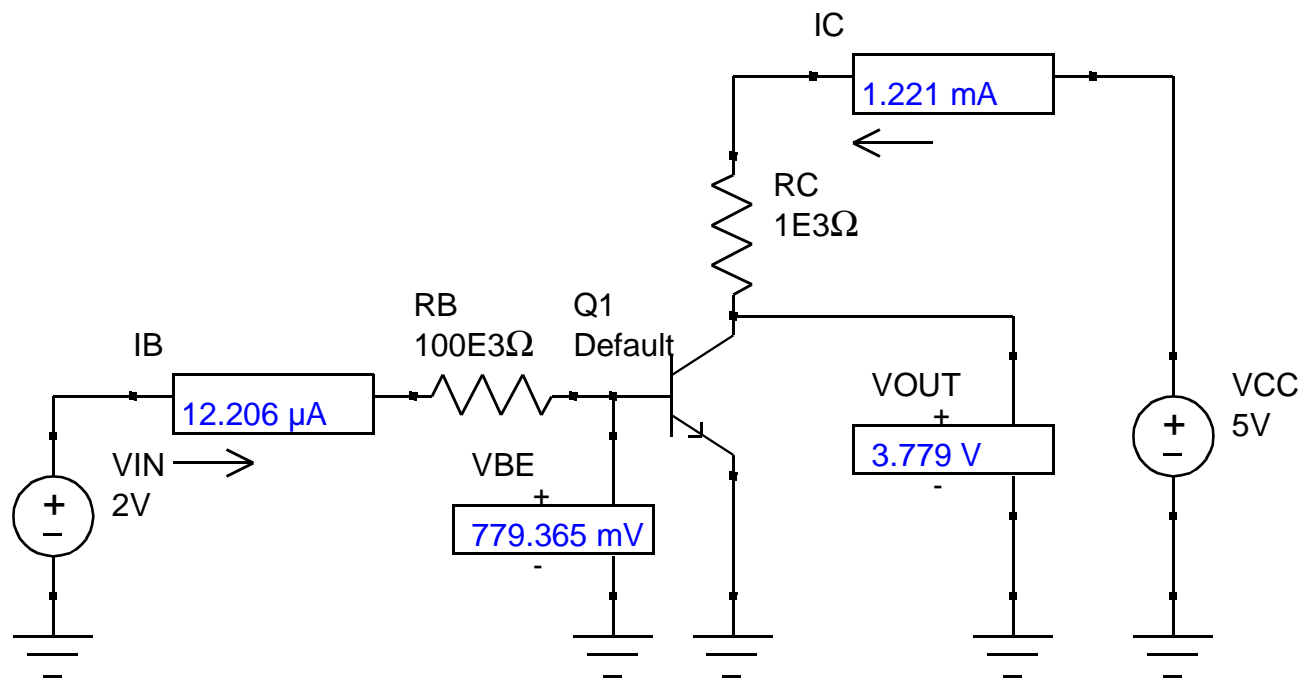 IC
1.221 mA
RC
1E3Ω
RB
100E3Ω
Q1
Default
IB
12.206 µA
VOUT
+
3.779 V
-
VCC
5V
+
−
VIN
2V
+
−
VBE
+
779.365 mV
-